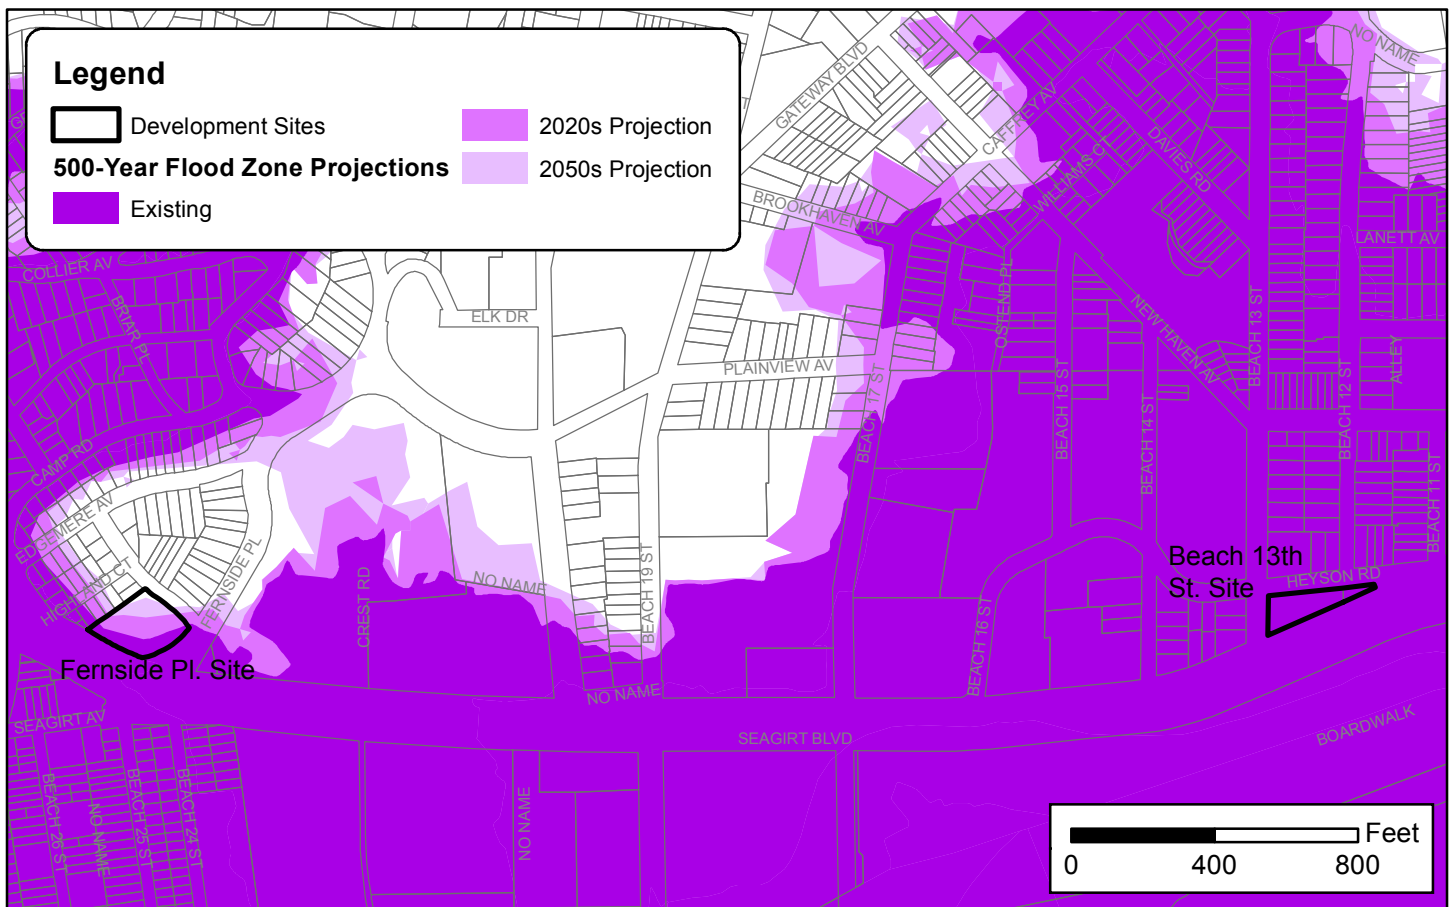 Legend
Development Sites
500-Year Flood Zone Projections
Existing
2020s Projection
2050s Projection
GATEWAY BLVD
CAFFREY AV
NO NAME
DAVIES RD
WILLIAMS CT
BROOKHAVEN AV
LANETT AV
COLLIER AV
BRIAR PL
ELK DR
OSTEND PL
NEW HAVEN AV
BEACH 13 ST
PLAINVIEW AV
BEACH 17 ST
BEACH 15 ST
BEACH 14 ST
BEACH 12 ST
ALLEY
CAMP RD
EDGEMERE AV
HIGHLAND CT
FERNSIDE PL
CREST RD
NO NAME
BEACH 19 ST
BEACH 16 ST
BEACH 11 ST
Beach 13th
St. Site
HEYSON RD
Fernside Pl. Site
NO NAME
SEAGIRT AV
SEAGIRT BLVD
BOARDWALK
BEACH 26 ST
NO NAME
BEACH 25 ST
BEACH 24 ST
NO NAME
Feet
0 400 800